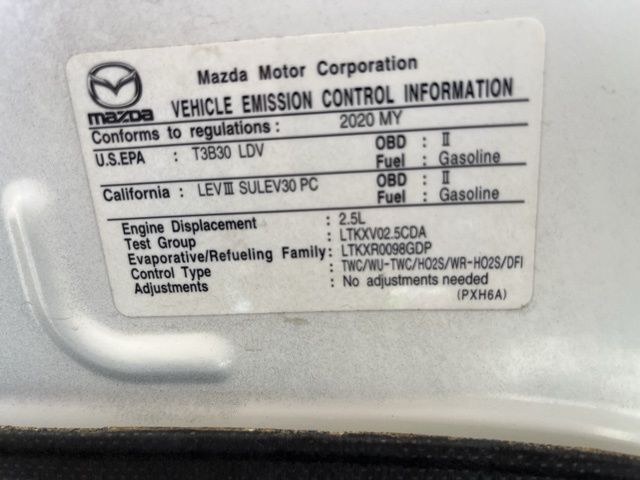 mazda
Mazda Motor Corporation
VEHICLE EMISSION CONTROL INFORMATION
Conforms to regulations : 2020 MY
U.S.EPA : T3B30 LDV OBD : II
Fuel : Gasoline
California : LEVIII SULEV30 PC OBD : II
Fuel : Gasoline
Engine Displacement : 2.5L
Test Group : LTKXV02.5CDA
Evaporative/Refueling Family: LTKXR0098GDP
Control Type : TWC/WU-TWC/HO2S/WR-HO2S/DFI
Adjustments : No adjustments needed
(PXH6A)